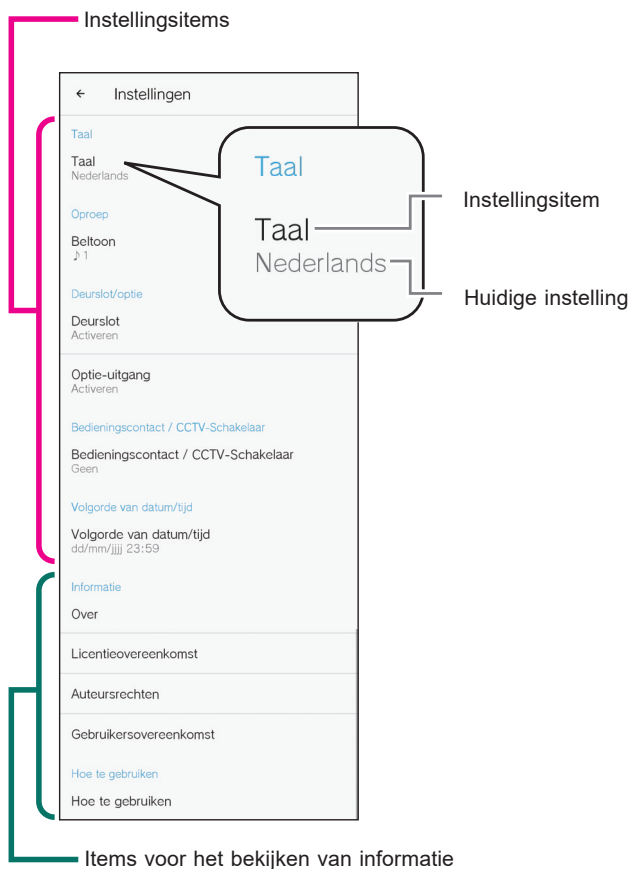 Instellingsitems
← Instellingen
Taal
Taal
Nederlands
Taal
Taal
Nederlands
Instellingsitem
Huidige instelling
Oproep
Beltoon
♪1
Deurslot/optie
Deurslot
Activeren
Optie-uitgang
Activeren
Bedieningscontact / CCTV-Schakelaar
Bedieningscontact / CCTV-Schakelaar
Geen
Volgorde van datum/tijd
Volgorde van datum/tijd
dd/mm/jjjj 23:59
Informatie
Over
Licentieovereenkomst
Auteursrechten
Gebruikersovereenkomst
Hoe te gebruiken
Hoe te gebruiken
Items voor het bekijken van informatie